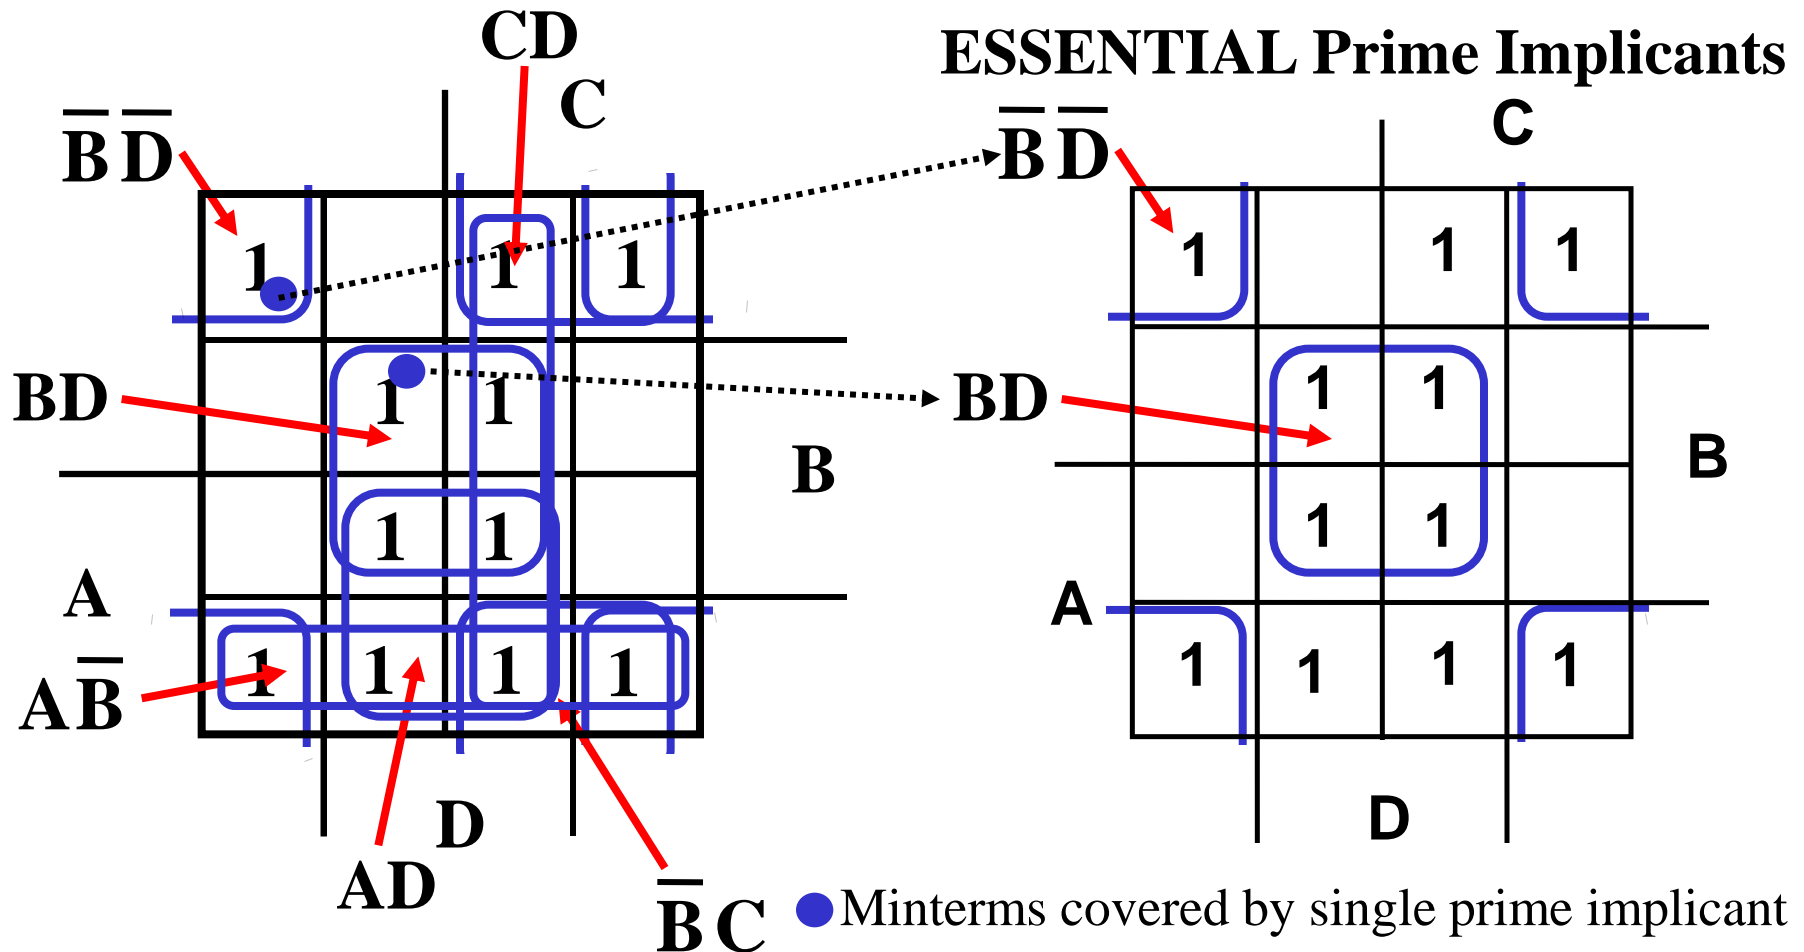 CD
ESSENTIAL Prime Implicants
C
C
B̅ D̅
B̅ D̅
1 1 1
1 1 1
BD
1 1
BD
1 1
B
B
1 1
1 1
A
A
1 1 1 1
1 1 1 1
A B̅
D
D
AD
B̅ C
Minterms covered by single prime implicant